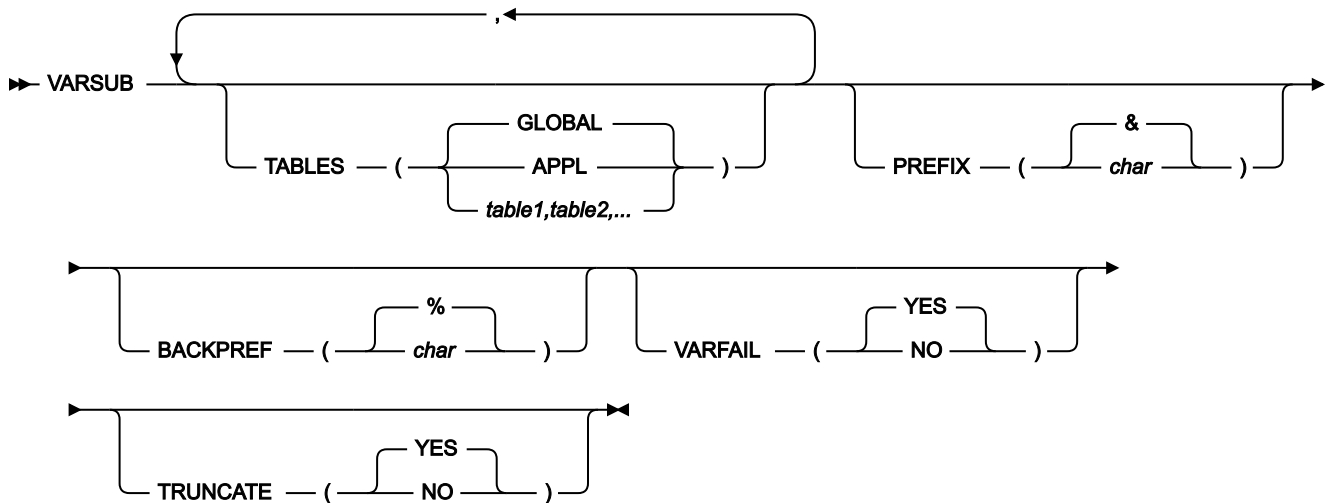 ,
VARSUB
GLOBAL
&
TABLES ( APPL ) PREFIX ( char )
table1,table2,...
% YES
BACKPREF ( char ) VARFAIL ( NO )
YES
TRUNCATE ( NO )